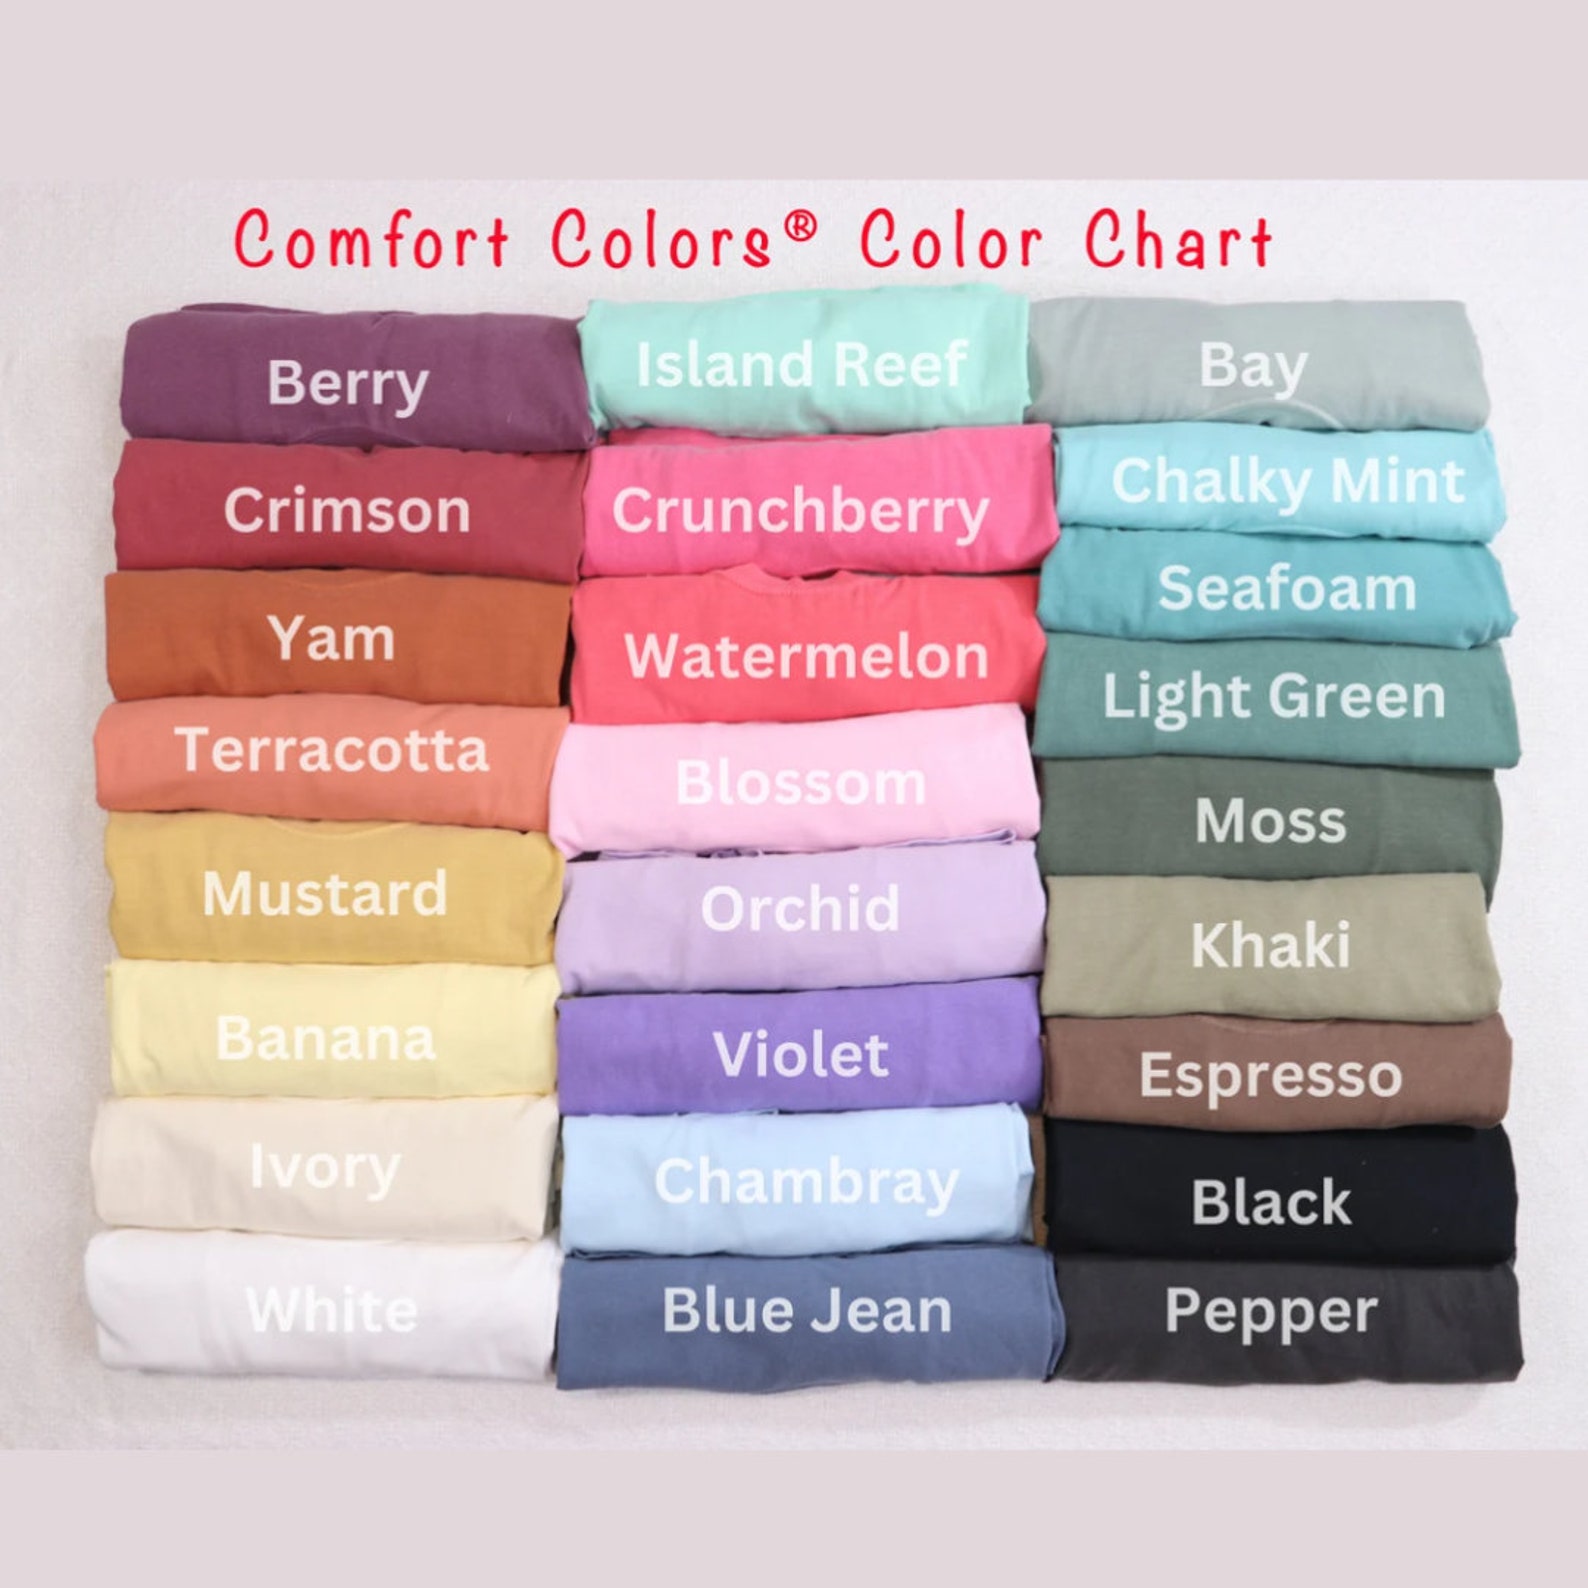 Comfort Colors® Color Chart
Berry
Crimson
Yam
Terracotta
Mustard
Banana
Ivory
White
Island Reef
Crunchberry
Watermelon
Blossom
Orchid
Violet
Chambray
Blue Jean
Bay
Chalky Mint
Seafoam
Light Green
Moss
Khaki
Espresso
Black
Pepper